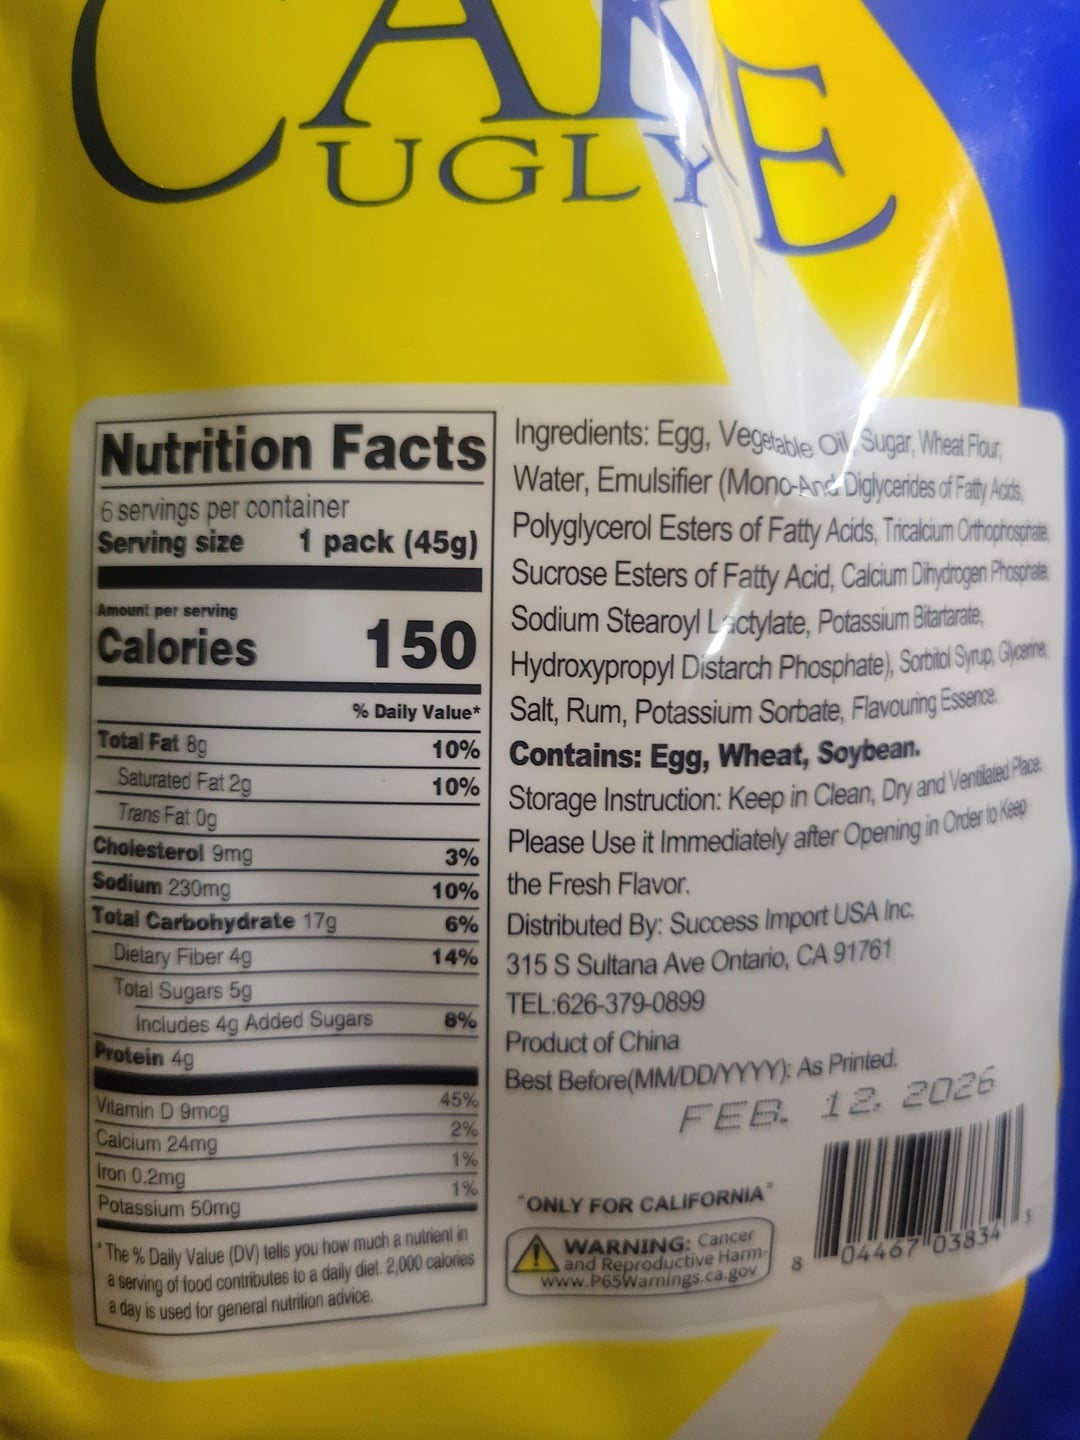 CAKE
UGLY
Nutrition Facts
6 servings per container
Serving size 1 pack (45g)
Amount per serving
Calories 150
% Daily Value*
Total Fat 8g 10%
Saturated Fat 2g 10%
Trans Fat 0g
Cholesterol 9mg 3%
Sodium 230mg 10%
Total Carbohydrate 17g 6%
Dietary Fiber 4g 14%
Total Sugars 5g
Includes 4g Added Sugars 8%
Protein 4g
Vitamin D 9mcg 45%
Calcium 24mg 2%
Iron 0.2mg 1%
Potassium 50mg 1%
* The % Daily Value (DV) tells you how much a nutrient in
a serving of food contributes to a daily diet. 2,000 calories
a day is used for general nutrition advice.
Ingredients: Egg, Vegetable Oil, Sugar, Wheat Flour,
Water, Emulsifier (Mono-And Diglycerides of Fatty Acids,
Polyglycerol Esters of Fatty Acids, Tricalcium Orthophosphate,
Sucrose Esters of Fatty Acid, Calcium Dihydrogen Phosphate,
Sodium Stearoyl Lactylate, Potassium Bitartarate,
Hydroxypropyl Distarch Phosphate), Sorbitol Syrup, Glycerine,
Salt, Rum, Potassium Sorbate, Flavouring Essence.
Contains: Egg, Wheat, Soybean.
Storage Instruction: Keep in Clean, Dry and Ventilated Place.
Please Use it Immediately after Opening in Order to Keep
the Fresh Flavor.
Distributed By: Success Import USA Inc.
315 S Sultana Ave Ontario, CA 91761
TEL:626-379-0899
Product of China
Best Before(MM/DD/YYYY): As Printed.
FEB. 12. 2026
"ONLY FOR CALIFORNIA"
WARNING: Cancer
and Reproductive Harm-
www.P65Warnings.ca.gov
8 04467 03834 3